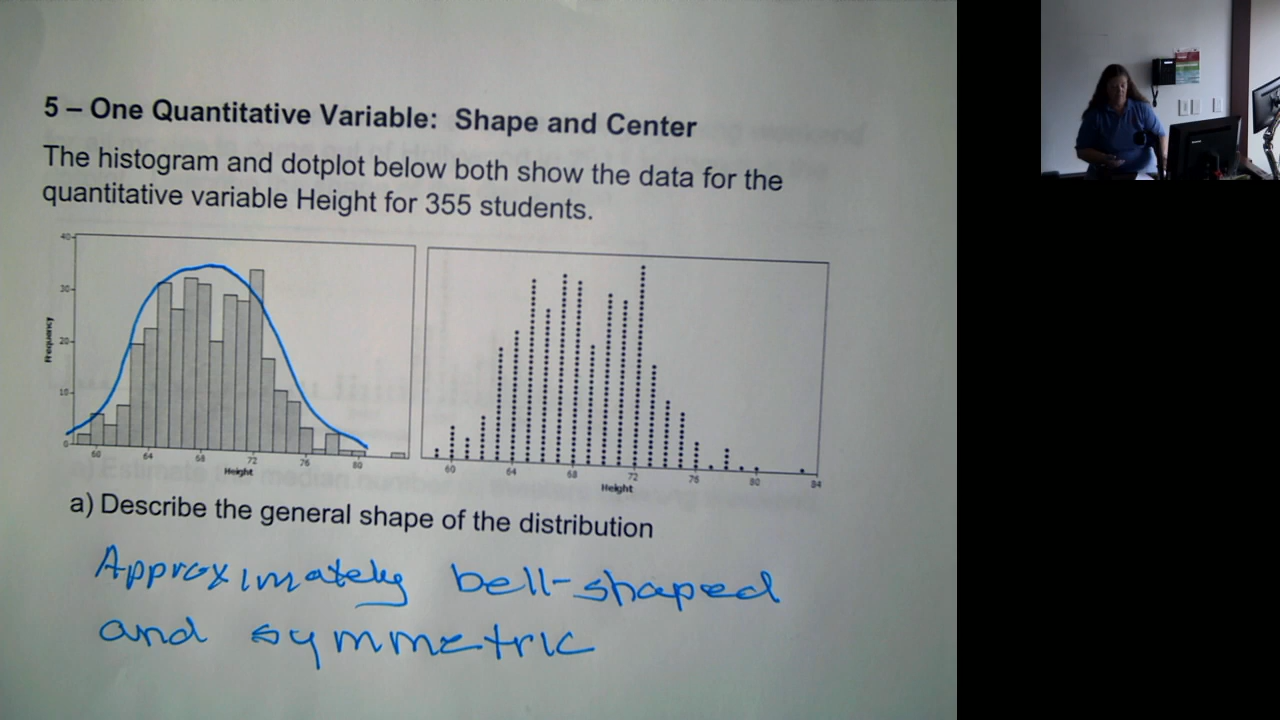 5 – One Quantitative Variable: Shape and Center
The histogram and dotplot below both show the data for the
quantitative variable Height for 355 students.
40
30
20
10
0
Frequency
60 64 68 72 76 80
Height
60 64 68 72 76 80 84
Height
a) Describe the general shape of the distribution
Approximately bell-shaped
and symmetric